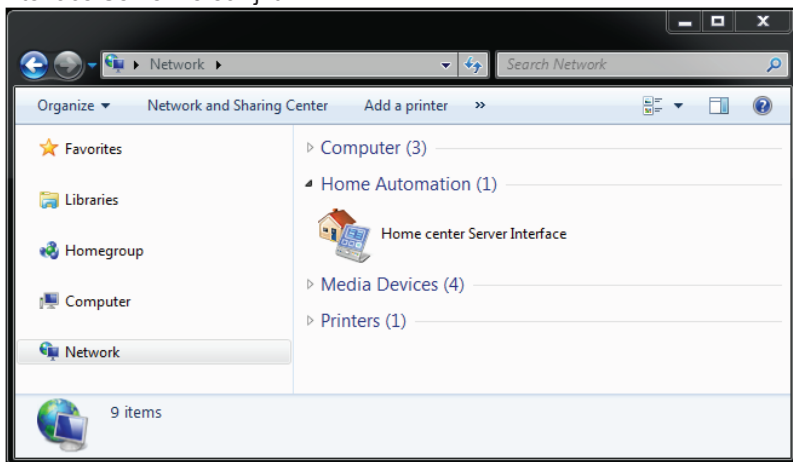 Network
Search Network
Organize
Network and Sharing Center
Add a printer
»
Favorites
Libraries
Homegroup
Computer
Network
Computer (3)
Home Automation (1)
Home center Server Interface
Media Devices (4)
Printers (1)
9 items